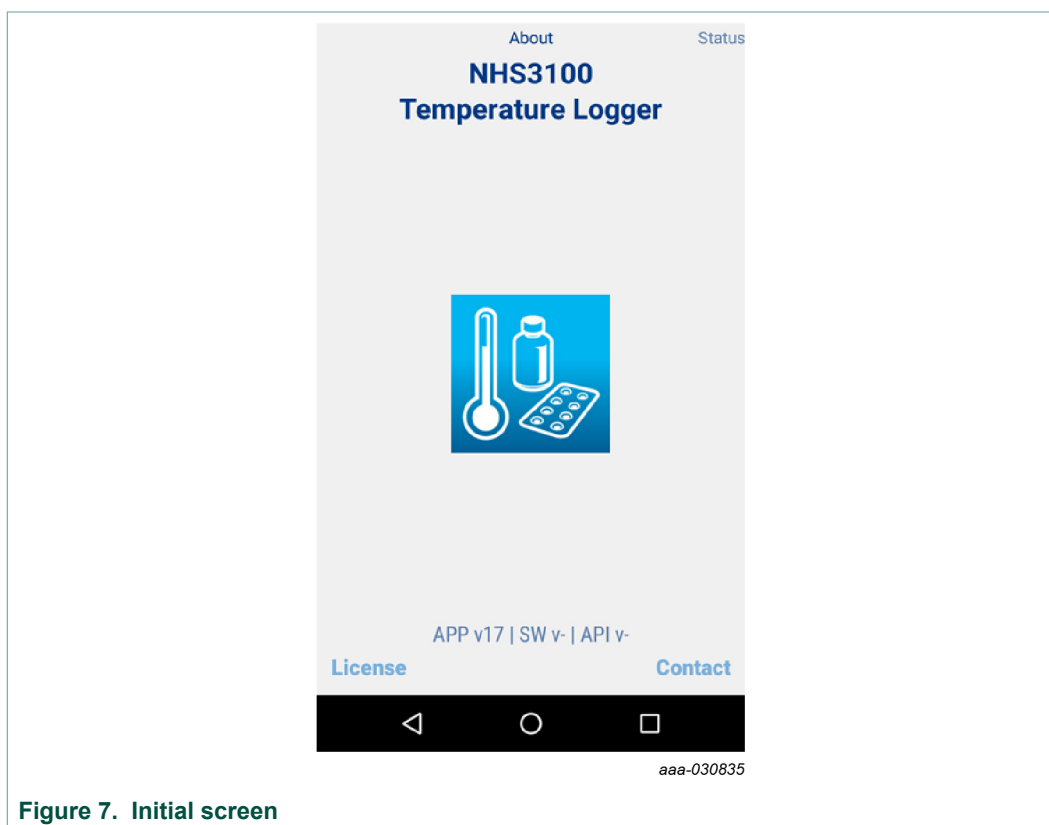 About Status
NHS3100
Temperature Logger
APP v17 | SW v- | API v-
License Contact
aaa-030835
Figure 7. Initial screen